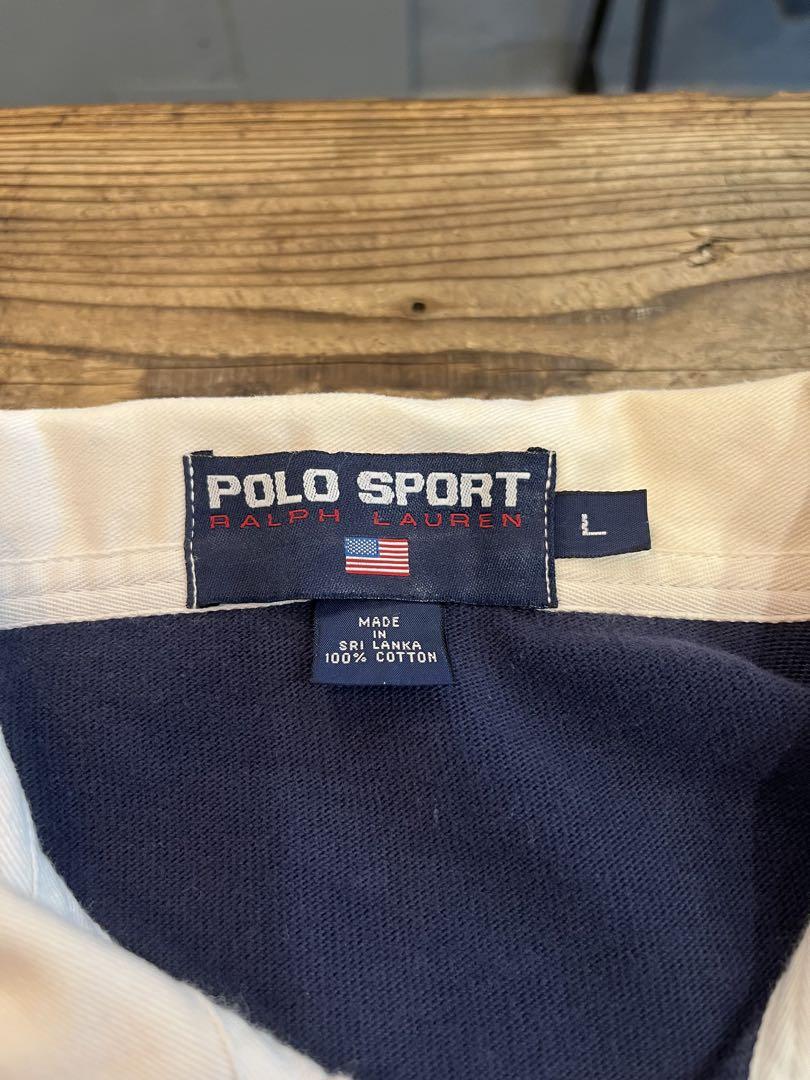 POLO SPORT
RALPH LAUREN
L
MADE
IN
SRI LANKA
100% COTTON